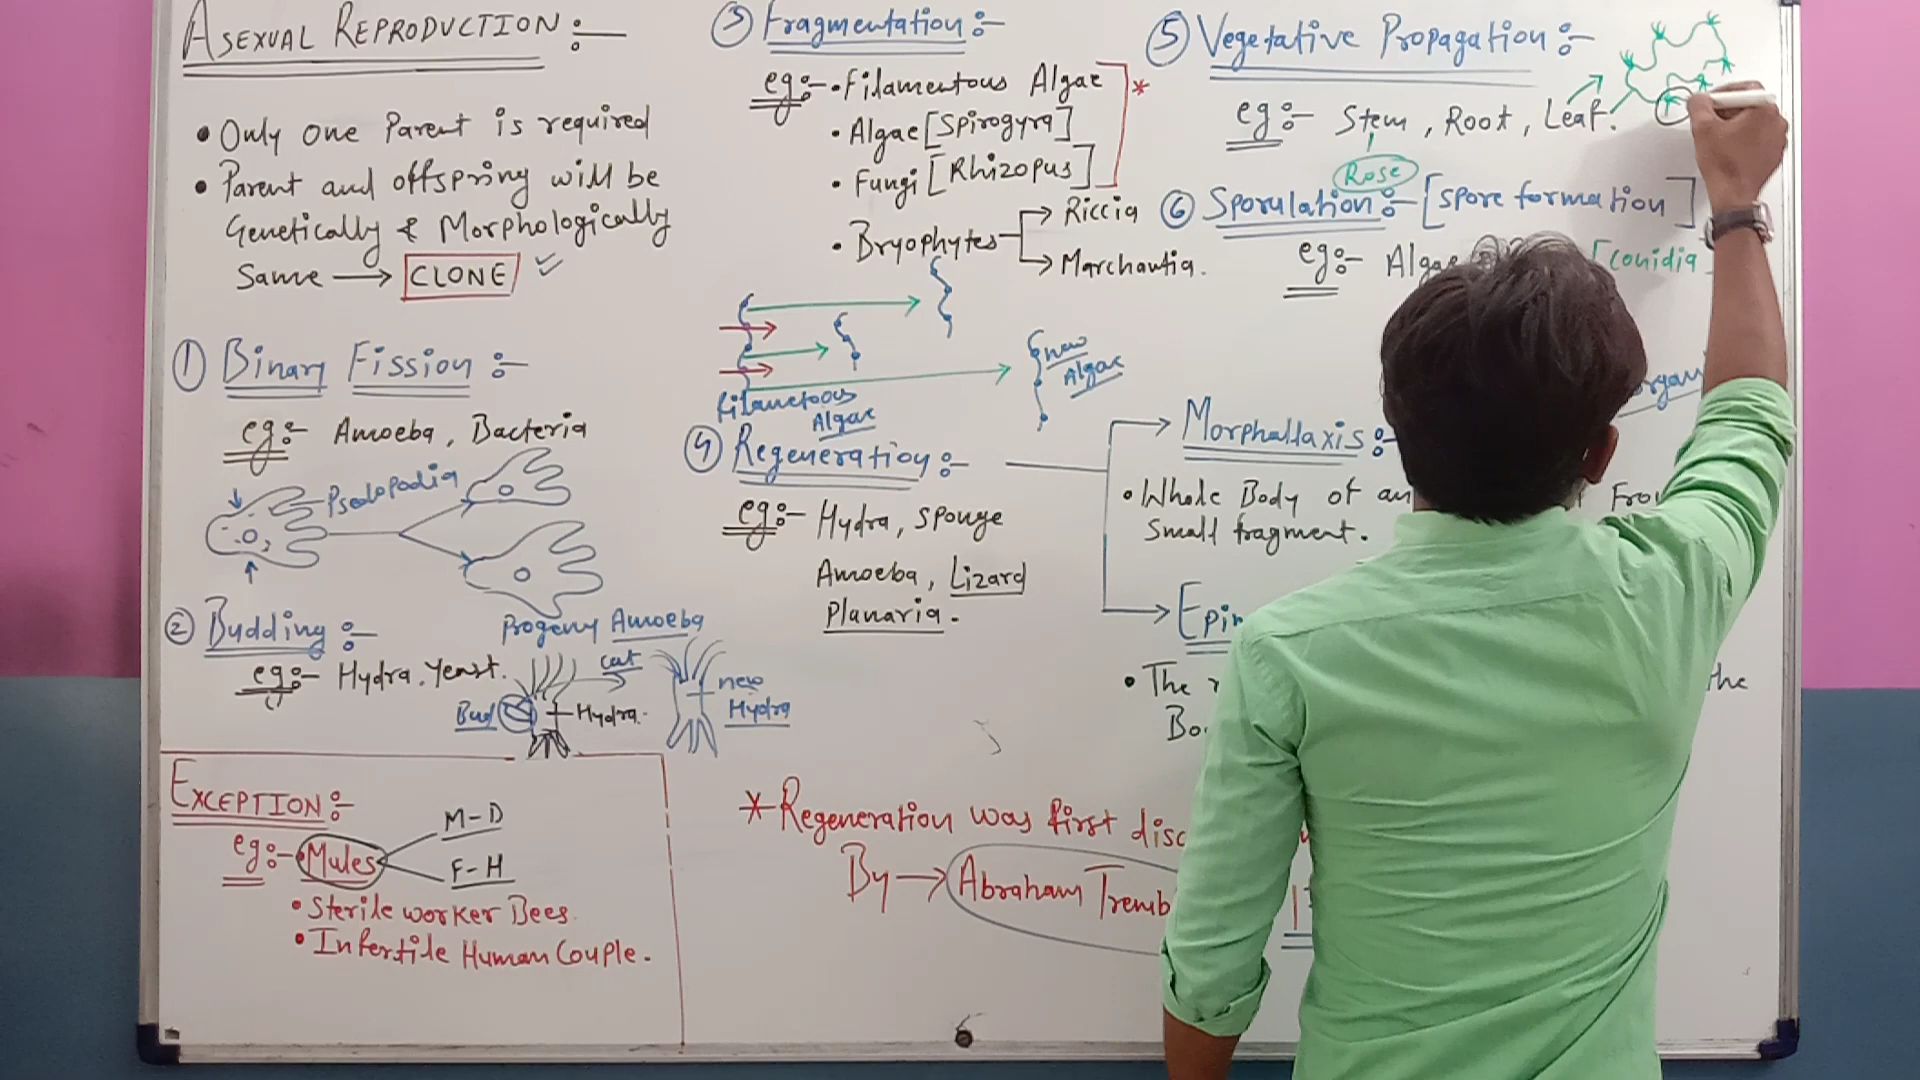 ASEXUAL REPRODUCTION :—
• Only one Parent is required
• Parent and offspring will be
Genetically & Morphologically
Same → CLONE
① Binary Fission :-
eg:- Amoeba, Bacteria
Psedopodia
Progeny Amoeba
② Budding :-
eg:- Hydra, Yeast.
Bud
Hydra.
cut
new
Hydra
EXCEPTION :-
eg:- • Mules
M-D
F-H
• Sterile worker Bees.
• Infertile Human Couple.
③ Fragmentation :-
eg:- • Filamentous Algae
*
• Algae [Spirogyra]
• Fungi [Rhizopus]
• Bryophytes
→ Riccia
→ Marchantia.
Algae
new
Algae
④ Regeneration :-
eg:- Hydra, Sponge
Amoeba, Lizard
Planaria.
→ Morphallaxis :-
• Whole Body of an
Small fragment.
→ Epim
• The
the
Bo
* Regeneration was first disc
By → Abraham Tremb
⑤ Vegetative Propagation :-
eg:- Stem, Root, Leaf.
Rose
⑥ Sporulation :- [spore formation]
eg:- Algae [conidia